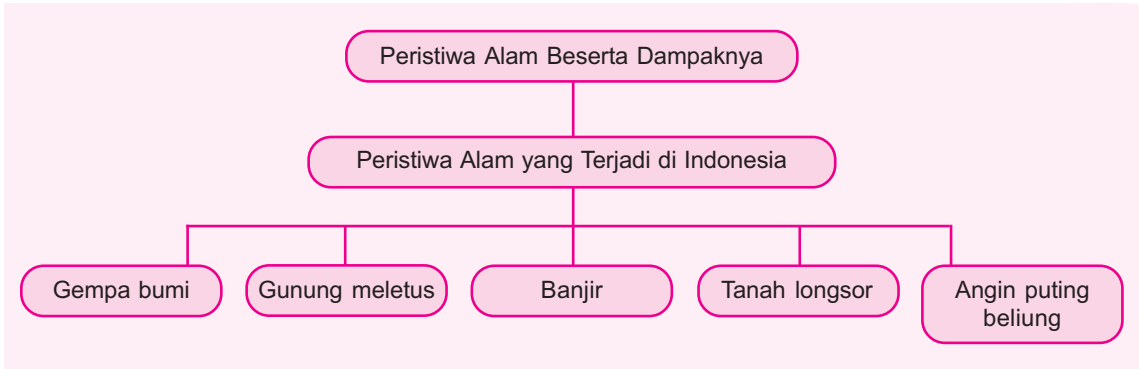 Peristiwa Alam Beserta Dampaknya
Peristiwa Alam yang Terjadi di Indonesia
Gempa bumi
Gunung meletus
Banjir
Tanah longsor
Angin puting
beliung